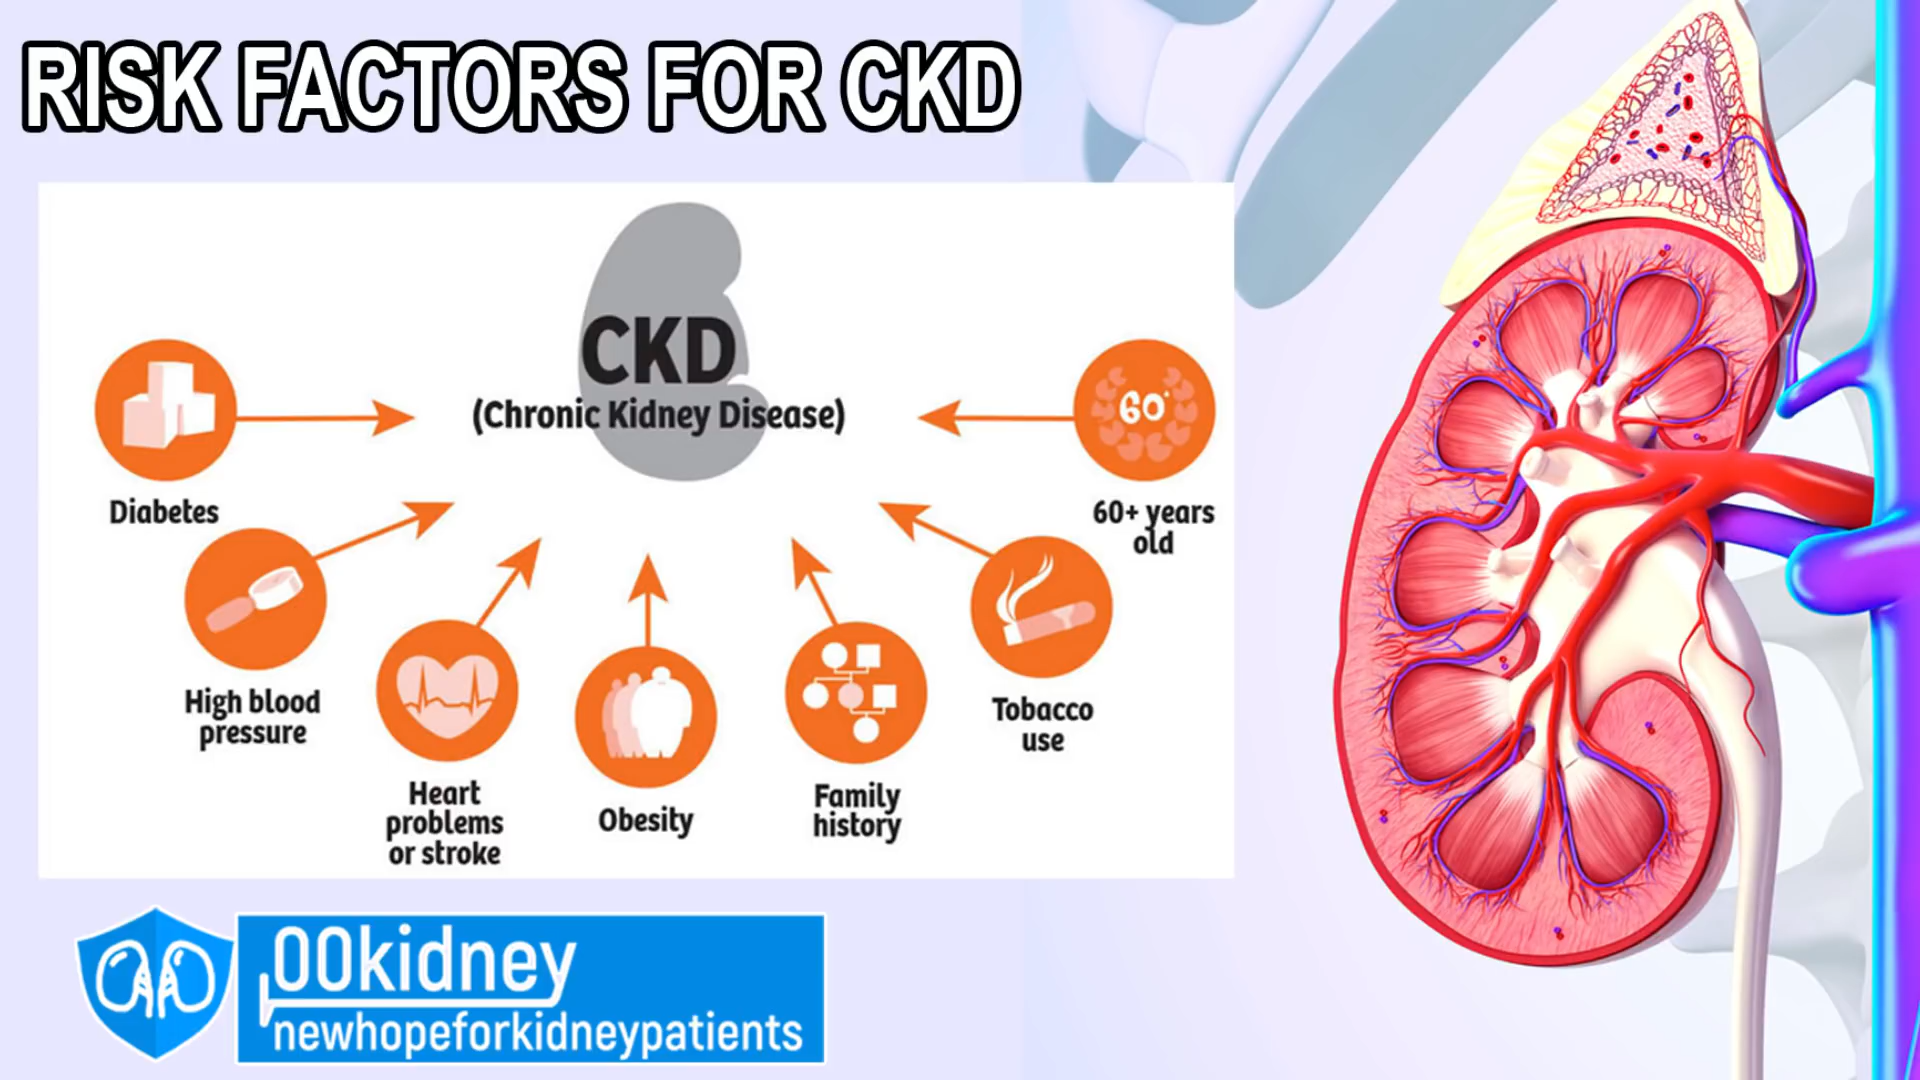 RISK FACTORS FOR CKD
CKD
(Chronic Kidney Disease)
Diabetes
High blood
pressure
Heart
problems
or stroke
Obesity
Family
history
Tobacco
use
60+
60+ years
old
00kidney
newhopeforkidneypatients